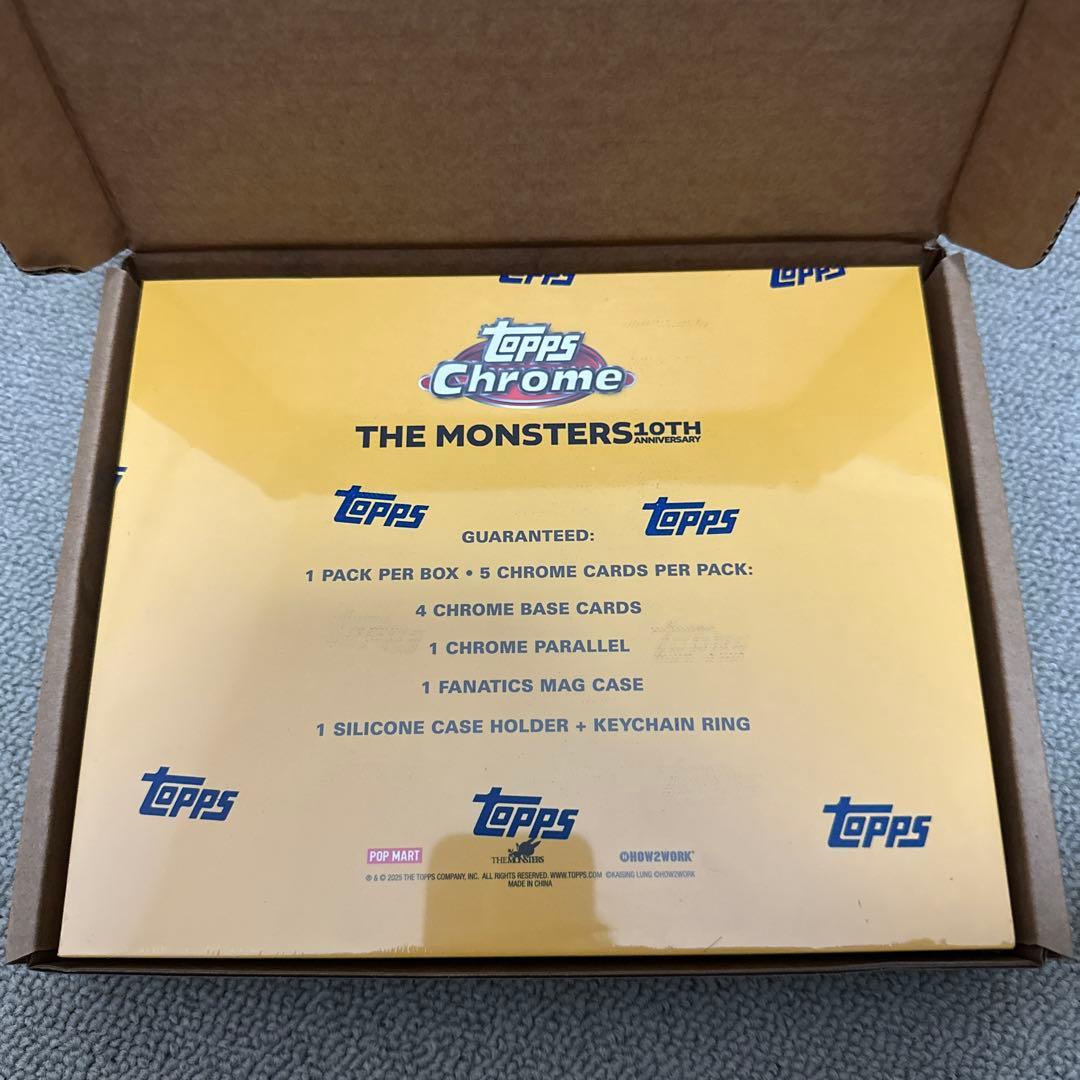 topps
topps
topps
Chrome
THE MONSTERS 10TH
ANNIVERSARY
topps
topps
GUARANTEED:
1 PACK PER BOX • 5 CHROME CARDS PER PACK:
4 CHROME BASE CARDS
1 CHROME PARALLEL
1 FANATICS MAG CASE
1 SILICONE CASE HOLDER + KEYCHAIN RING
topps
topps
topps
POP MART
THE MONSTERS
©HOW2WORK®
® & © 2025 THE TOPPS COMPANY, INC. ALL RIGHTS RESERVED. WWW.TOPPS.COM ©KAISING LUNG ©HOW2WORK
MADE IN CHINA